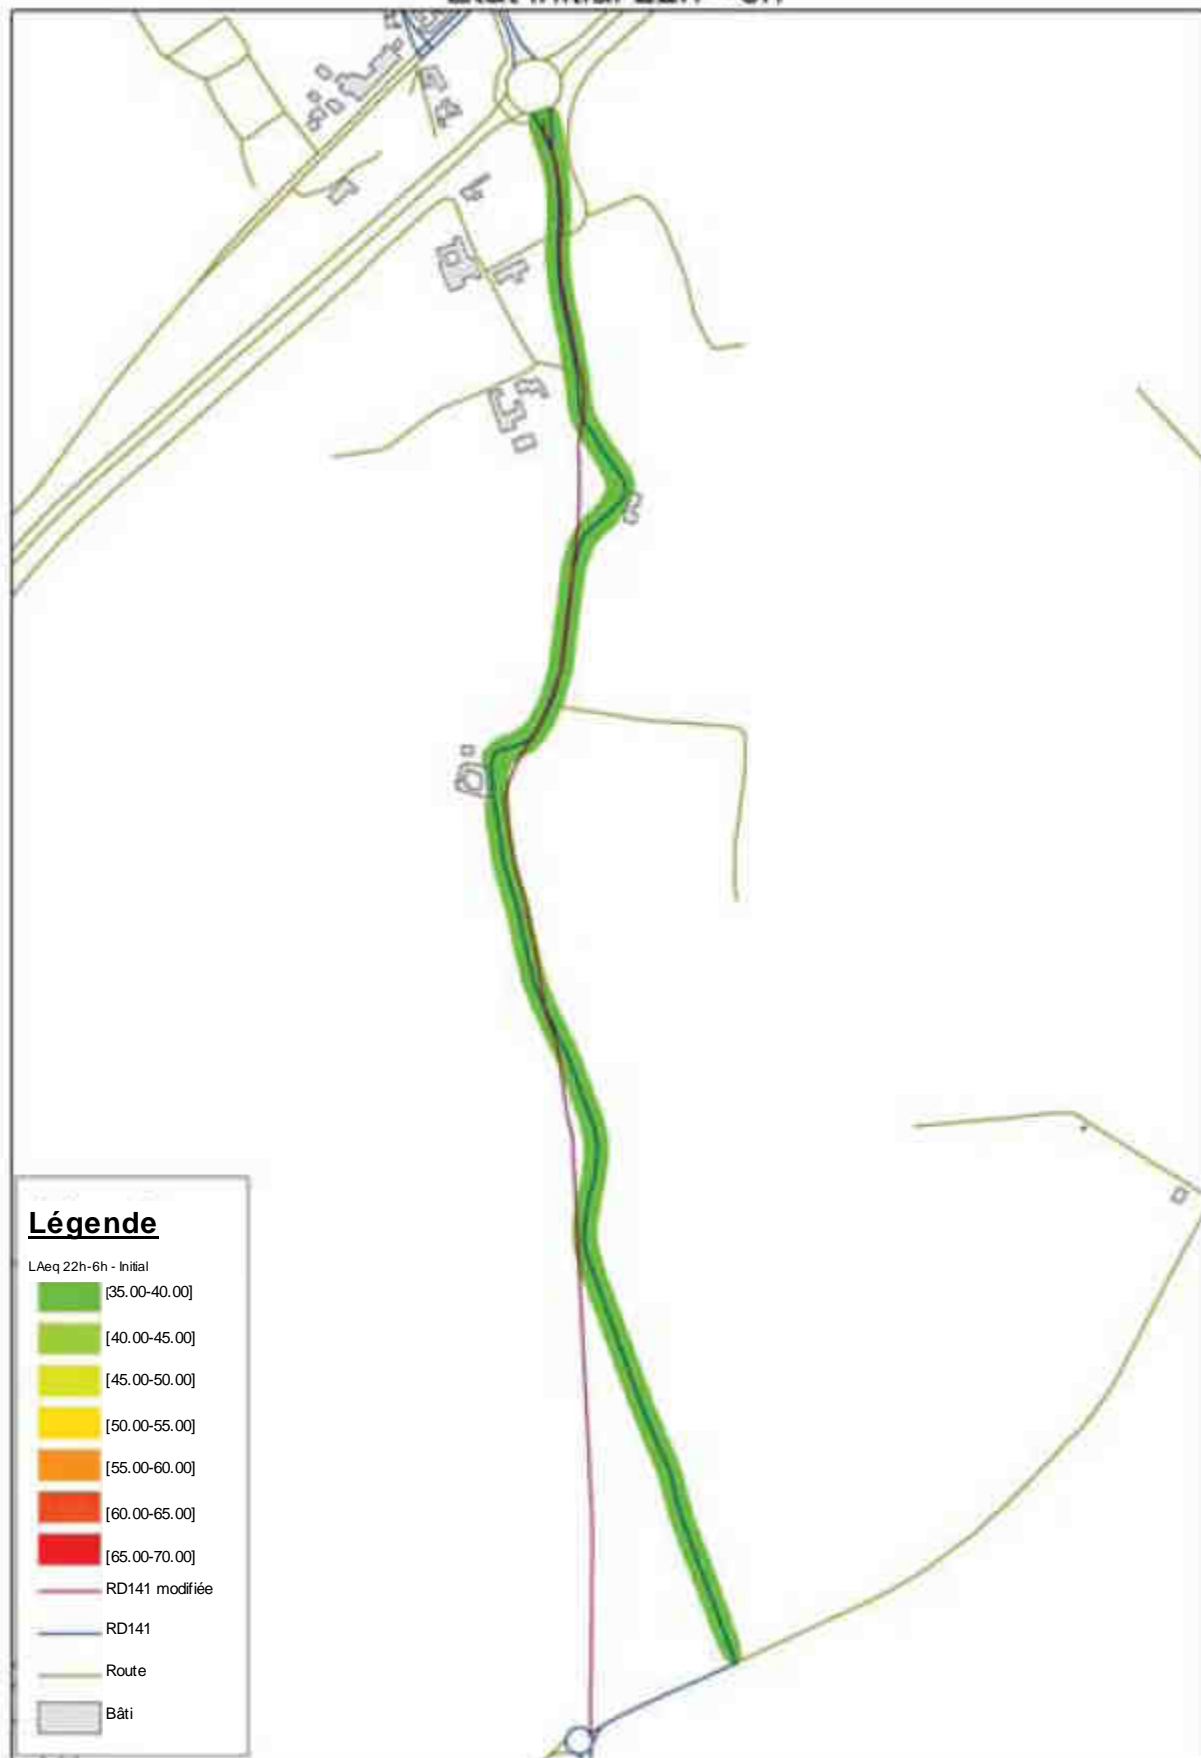 Légende
LAeq 22h-6h - Initial
[35.00-40.00]
[40.00-45.00]
[45.00-50.00]
[50.00-55.00]
[55.00-60.00]
[60.00-65.00]
[65.00-70.00]
RD141 modifiée
RD141
Route
Bâti